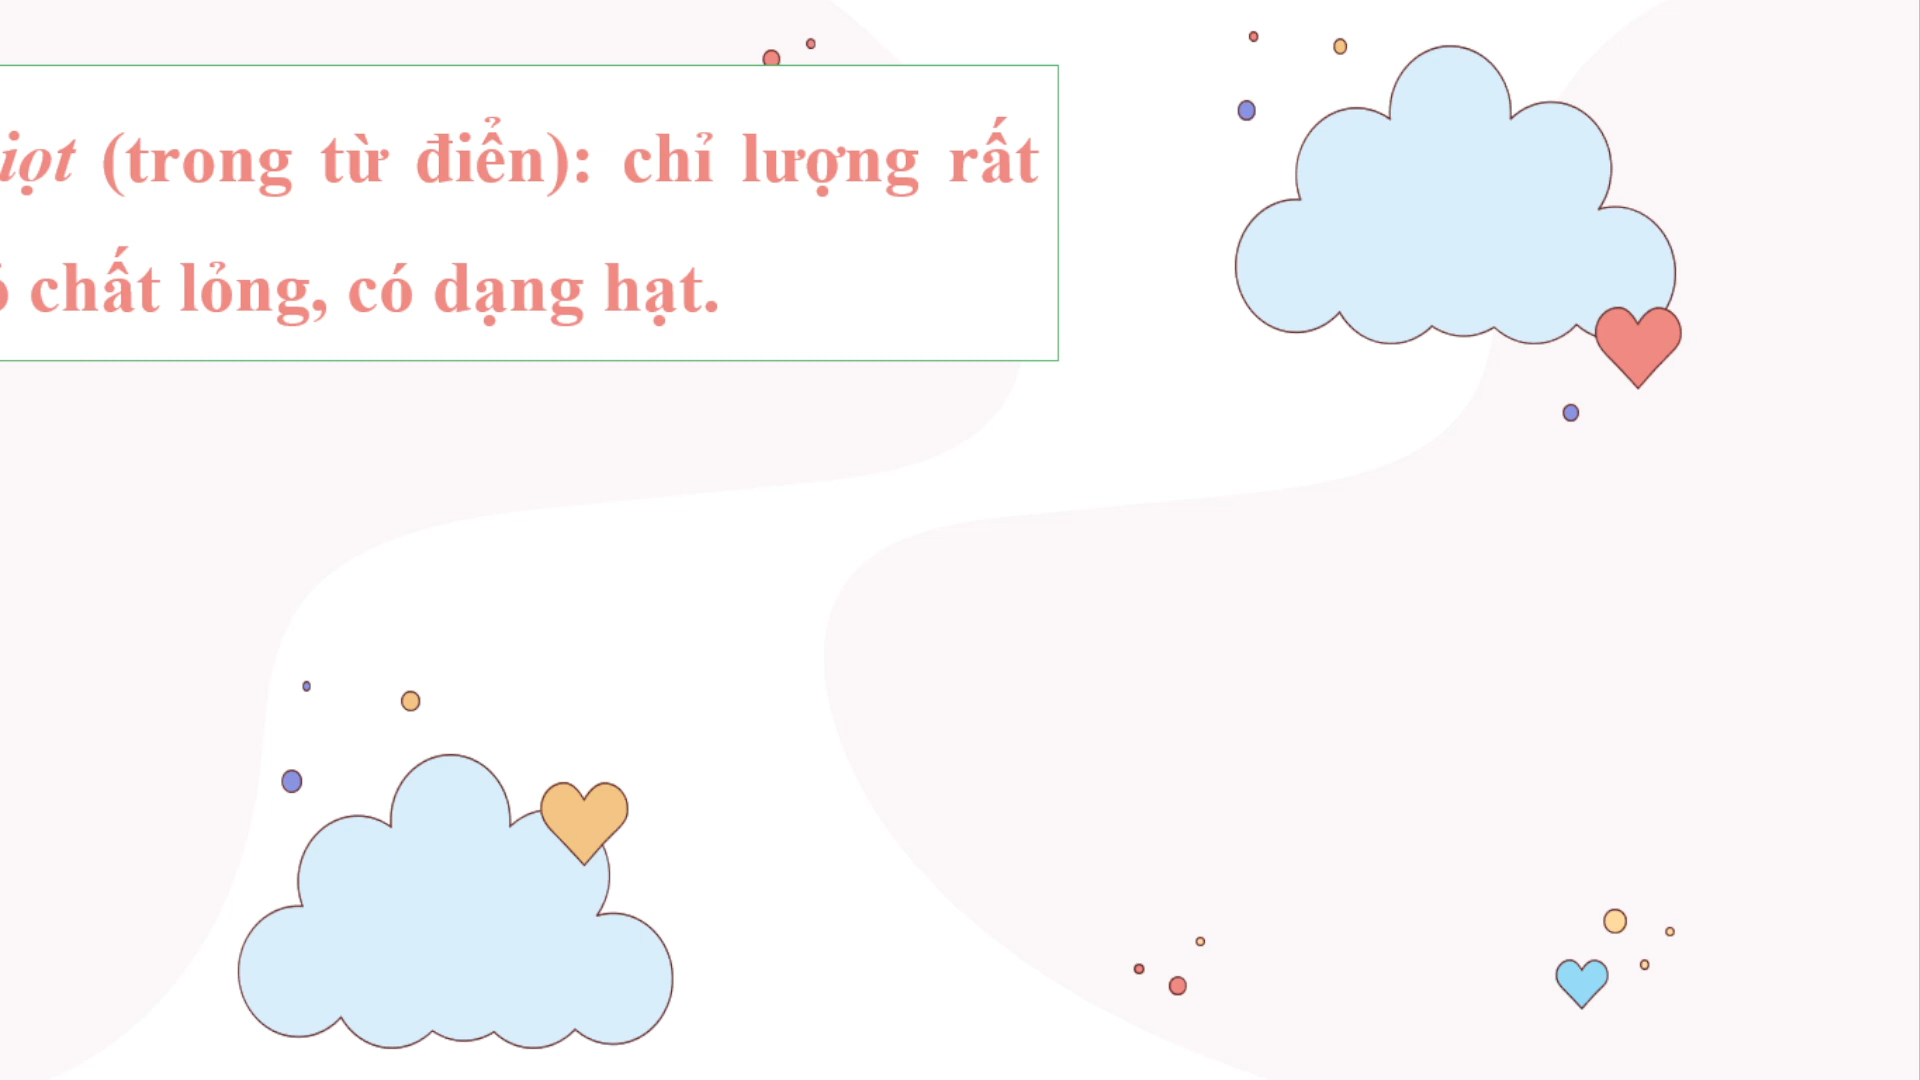 (trong từ điển): chỉ lượng rất
chất lỏng, có dạng hạt.